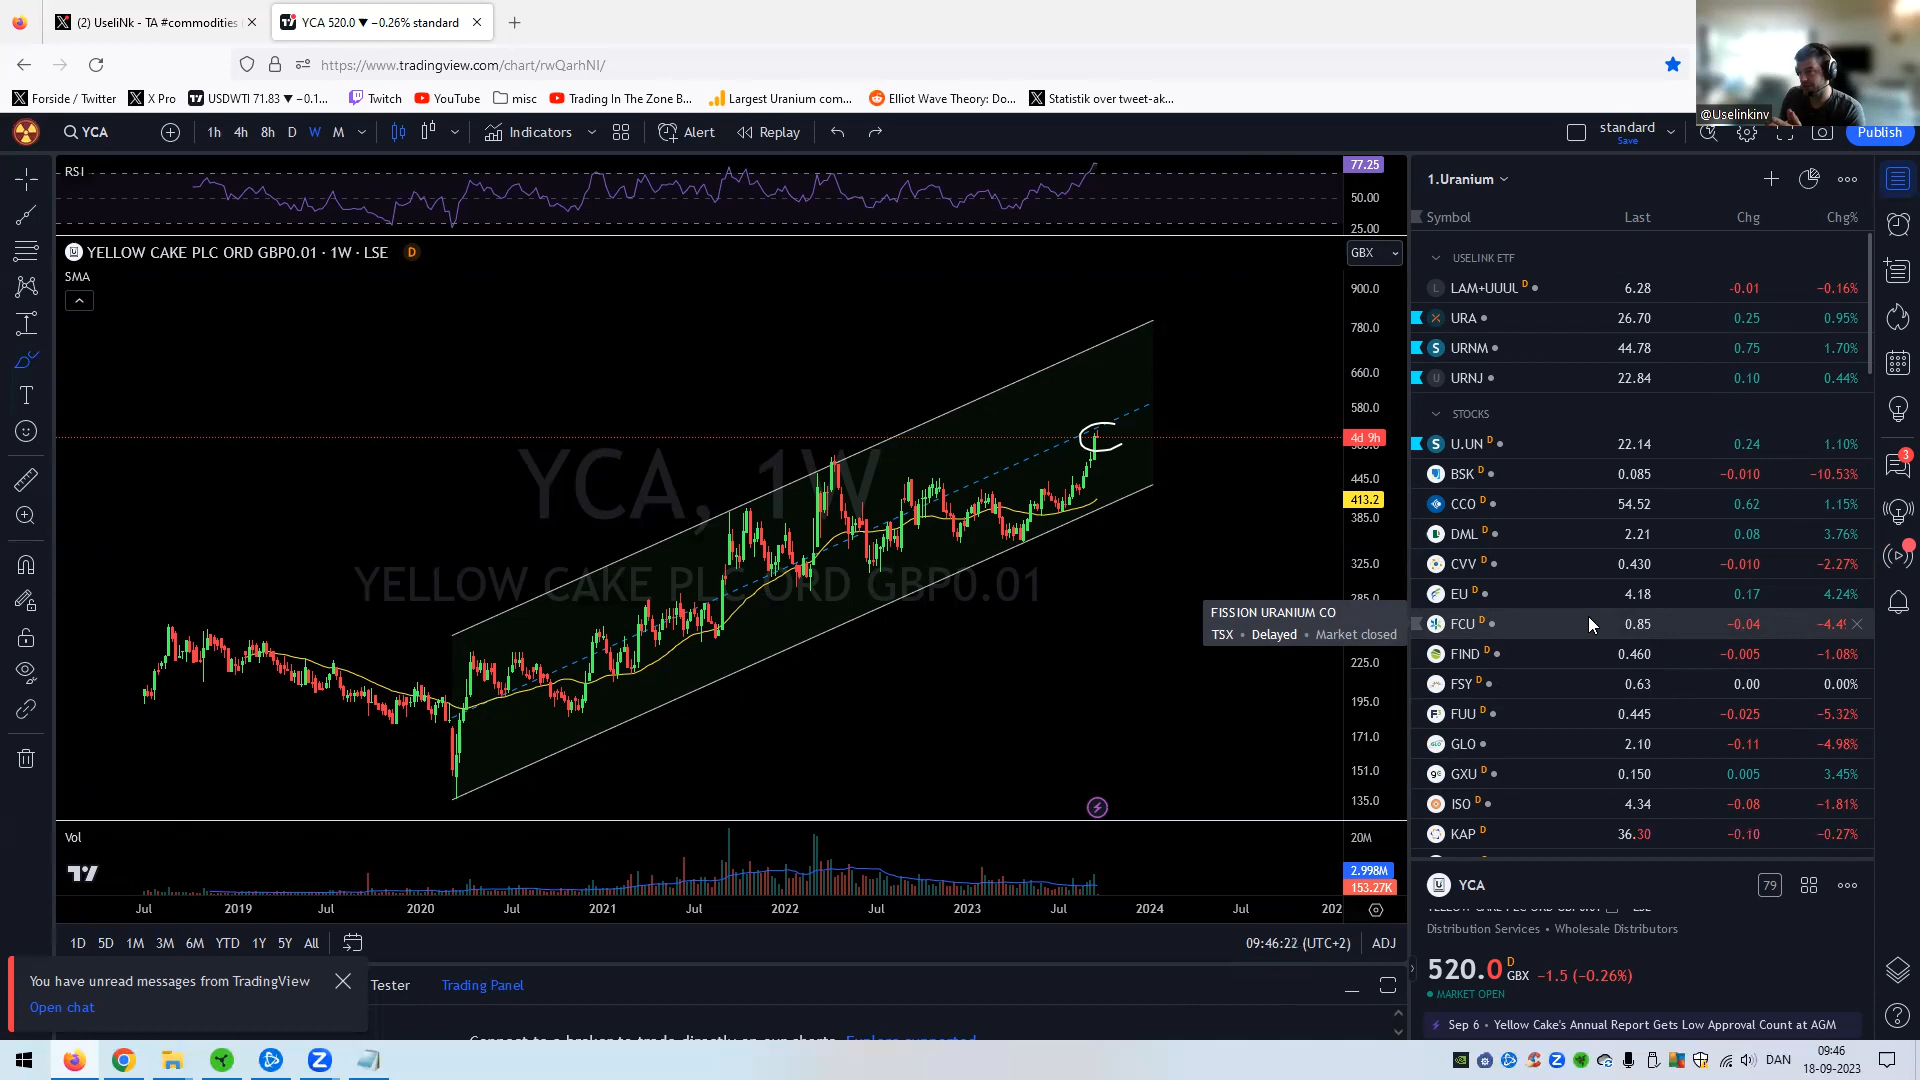 (2) UseliNk - TA #commodities
YCA 520.0 ▼ −0.26% standard
https://www.tradingview.com/chart/rwQarhNI/
Forside / Twitter
X Pro
USDWTI 71.83 ▼ −0.1...
Twitch
YouTube
misc
Trading In The Zone B...
Largest Uranium com...
Elliot Wave Theory: Do...
Statistik over tweet-ak...
@Uselinkinv
YCA
1h 4h 8h D W M
Indicators
Alert
Replay
standard
Save
Publish
RSI
77.25
50.00
25.00
YELLOW CAKE PLC ORD GBP0.01 · 1W · LSE D
GBX
SMA
YCA, 1W
YELLOW CAKE PLC ORD GBP0.01
900.0
780.0
660.0
580.0
4d 9h
445.0
413.2
385.0
325.0
285.0
225.0
195.0
171.0
151.0
135.0
FISSION URANIUM CO
TSX • Delayed • Market closed
Vol
20M
2.998M
153.27K
Jul 2019 Jul 2020 Jul 2021 Jul 2022 Jul 2023 Jul 2024 Jul 202
1D 5D 1M 3M 6M YTD 1Y 5Y All
09:46:22 (UTC+2) ADJ
You have unread messages from TradingView
Open chat
Tester
Trading Panel
1.Uranium
Symbol Last Chg Chg%
USELINK ETF
LAM+UUUU D 6.28 −0.01 −0.16%
URA 26.70 0.25 0.95%
URNM 44.78 0.75 1.70%
URNJ 22.84 0.10 0.44%
STOCKS
U.UN D 22.14 0.24 1.10%
BSK D 0.085 −0.010 −10.53%
CCO D 54.52 0.62 1.15%
DML D 2.21 0.08 3.76%
CVV D 0.430 −0.010 −2.27%
EU D 4.18 0.17 4.24%
FCU D 0.85 −0.04 −4.49
FIND D 0.460 −0.005 −1.08%
FSY D 0.63 0.00 0.00%
FUU D 0.445 −0.025 −5.32%
GLO 2.10 −0.11 −4.98%
GXU D 0.150 0.005 3.45%
ISO D 4.34 −0.08 −1.81%
KAP D 36.30 −0.10 −0.27%
3
YCA
79
Distribution Services • Wholesale Distributors
520.0 D GBX −1.5 (−0.26%)
MARKET OPEN
Sep 6 • Yellow Cake's Annual Report Gets Low Approval Count at AGM
DAN
09:46
18-09-2023